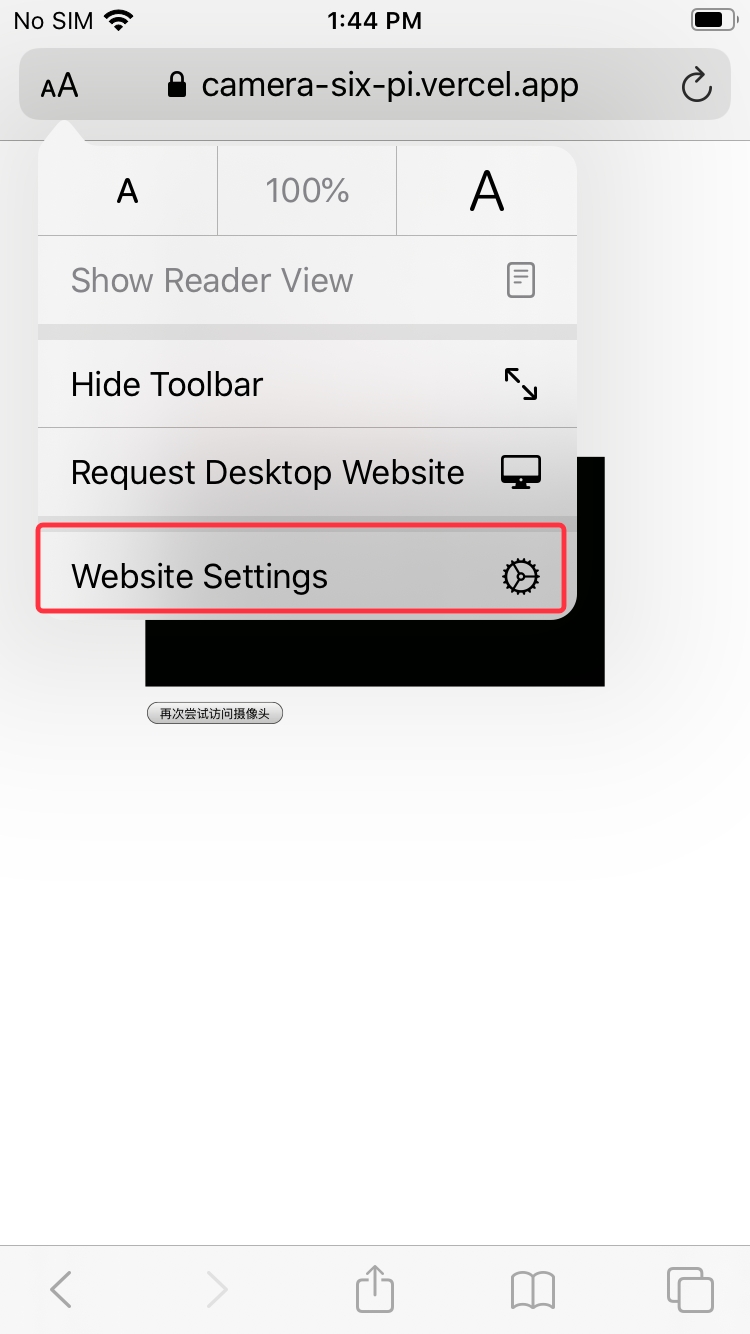 No SIM 1:44 PM
AA camera-six-pi.vercel.app
A 100% A
Show Reader View
Hide Toolbar
Request Desktop Website
Website Settings
再次尝试访问摄像头